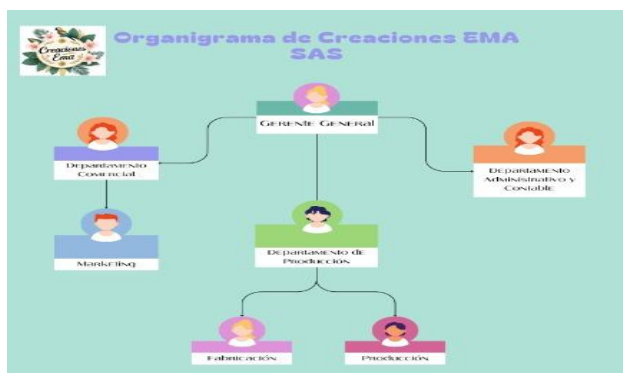 Organigrama de Creaciones EMA
SAS
Creaciones
Ema
Gerente General
Departamento
Comercial
Departamento
Administrativo y
Contable
Marketing
Departamento de
Producción
Fabricación
Producción